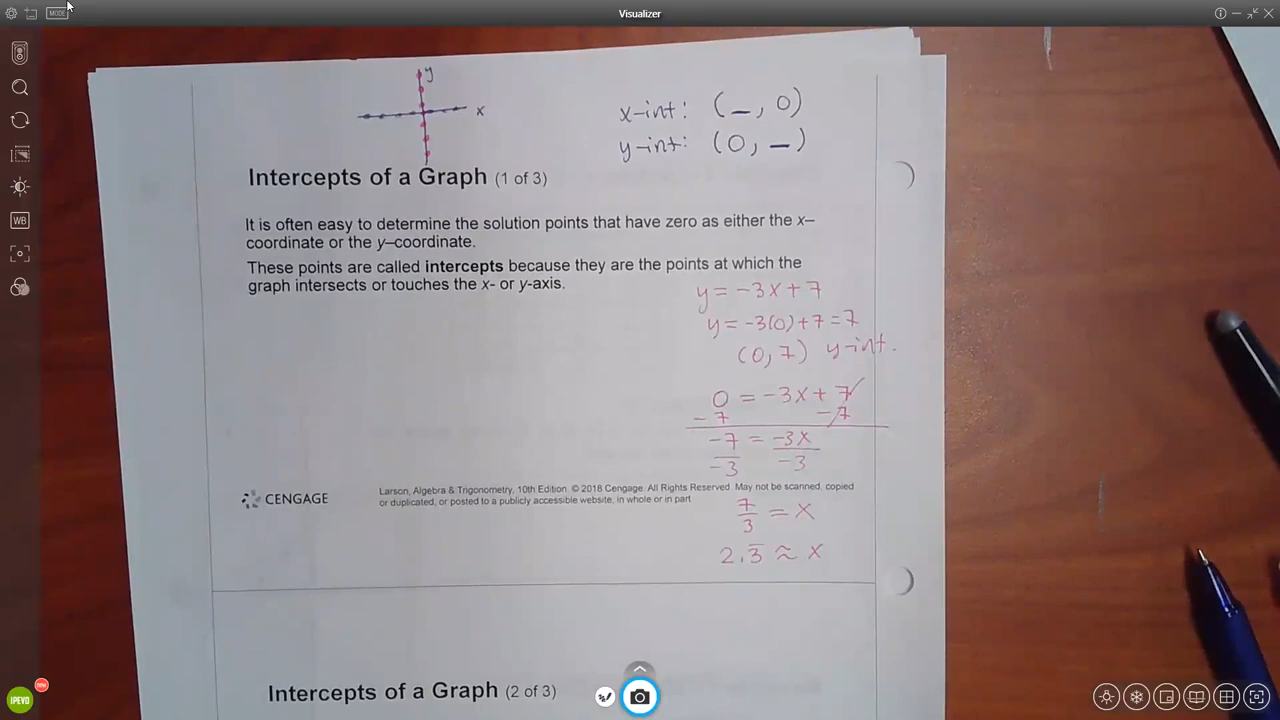 MODE
Visualizer
y
x
x-int: (_, 0)
y-int: (0, _)
Intercepts of a Graph (1 of 3)
It is often easy to determine the solution points that have zero as either the x–
coordinate or the y–coordinate.
These points are called intercepts because they are the points at which the
graph intersects or touches the x- or y-axis.
y = -3x + 7
y = -3(0) + 7 = 7
(0, 7) y-int.
0 = -3x + 7
-7 -7
-7 = -3x
-3 -3
CENGAGE
Larson, Algebra & Trigonometry, 10th Edition. © 2018 Cengage. All Rights Reserved. May not be scanned, copied
or duplicated, or posted to a publicly accessible website, in whole or in part
7/3 = x
2.3̅ ≈ x
Intercepts of a Graph (2 of 3)
WB
IPEVO
new